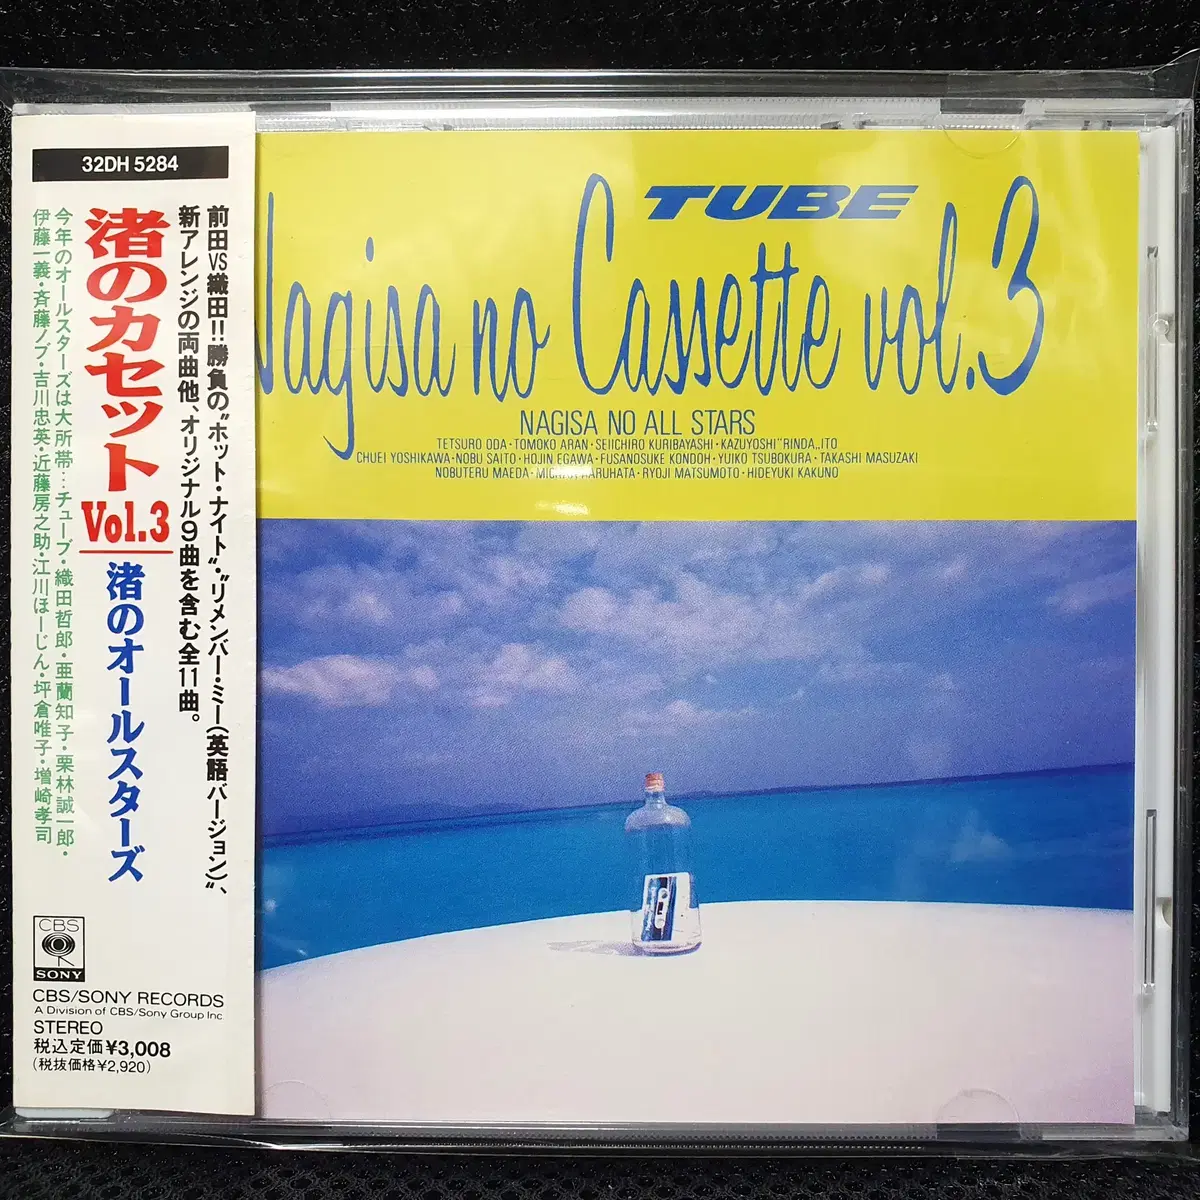 32DH 5284
前田VS織田!!勝負の“ホット・ナイト”・“リメンバー・ミー(英語バージョン)”、
新アレンジの両曲他、オリジナル9曲を含む全11曲。
渚のカセット
Vol.3
渚のオールスターズ
今年のオールスターズは大所帯…チューブ・織田哲郎・亜蘭知子・栗林誠一郎・
伊藤一義・斉藤ノブ・吉川忠英・近藤房之助・江川ほーじん・坪倉唯子・増崎孝司
CBS
SONY
CBS/SONY RECORDS
A Division of CBS/Sony Group Inc
STEREO
税込定価¥3,008
(税抜価格¥2,920)
TUBE
Nagisa no Cassette vol.3
NAGISA NO ALL STARS
TETSURO ODA·TOMOKO ARAN·SEIICHIRO KURIBAYASHI·KAZUYOSHI"RINDA..ITO
CHUEI YOSHIKAWA·NOBU SAITO·HOJIN EGAWA·FUSANOSUKE KONDOH·YUIKO TSUBOKURA·TAKASHI MASUZAKI
NOBUTERU MAEDA·MICHIYA HARUHATA·RYOJI MATSUMOTO·HIDEYUKI KAKUNO